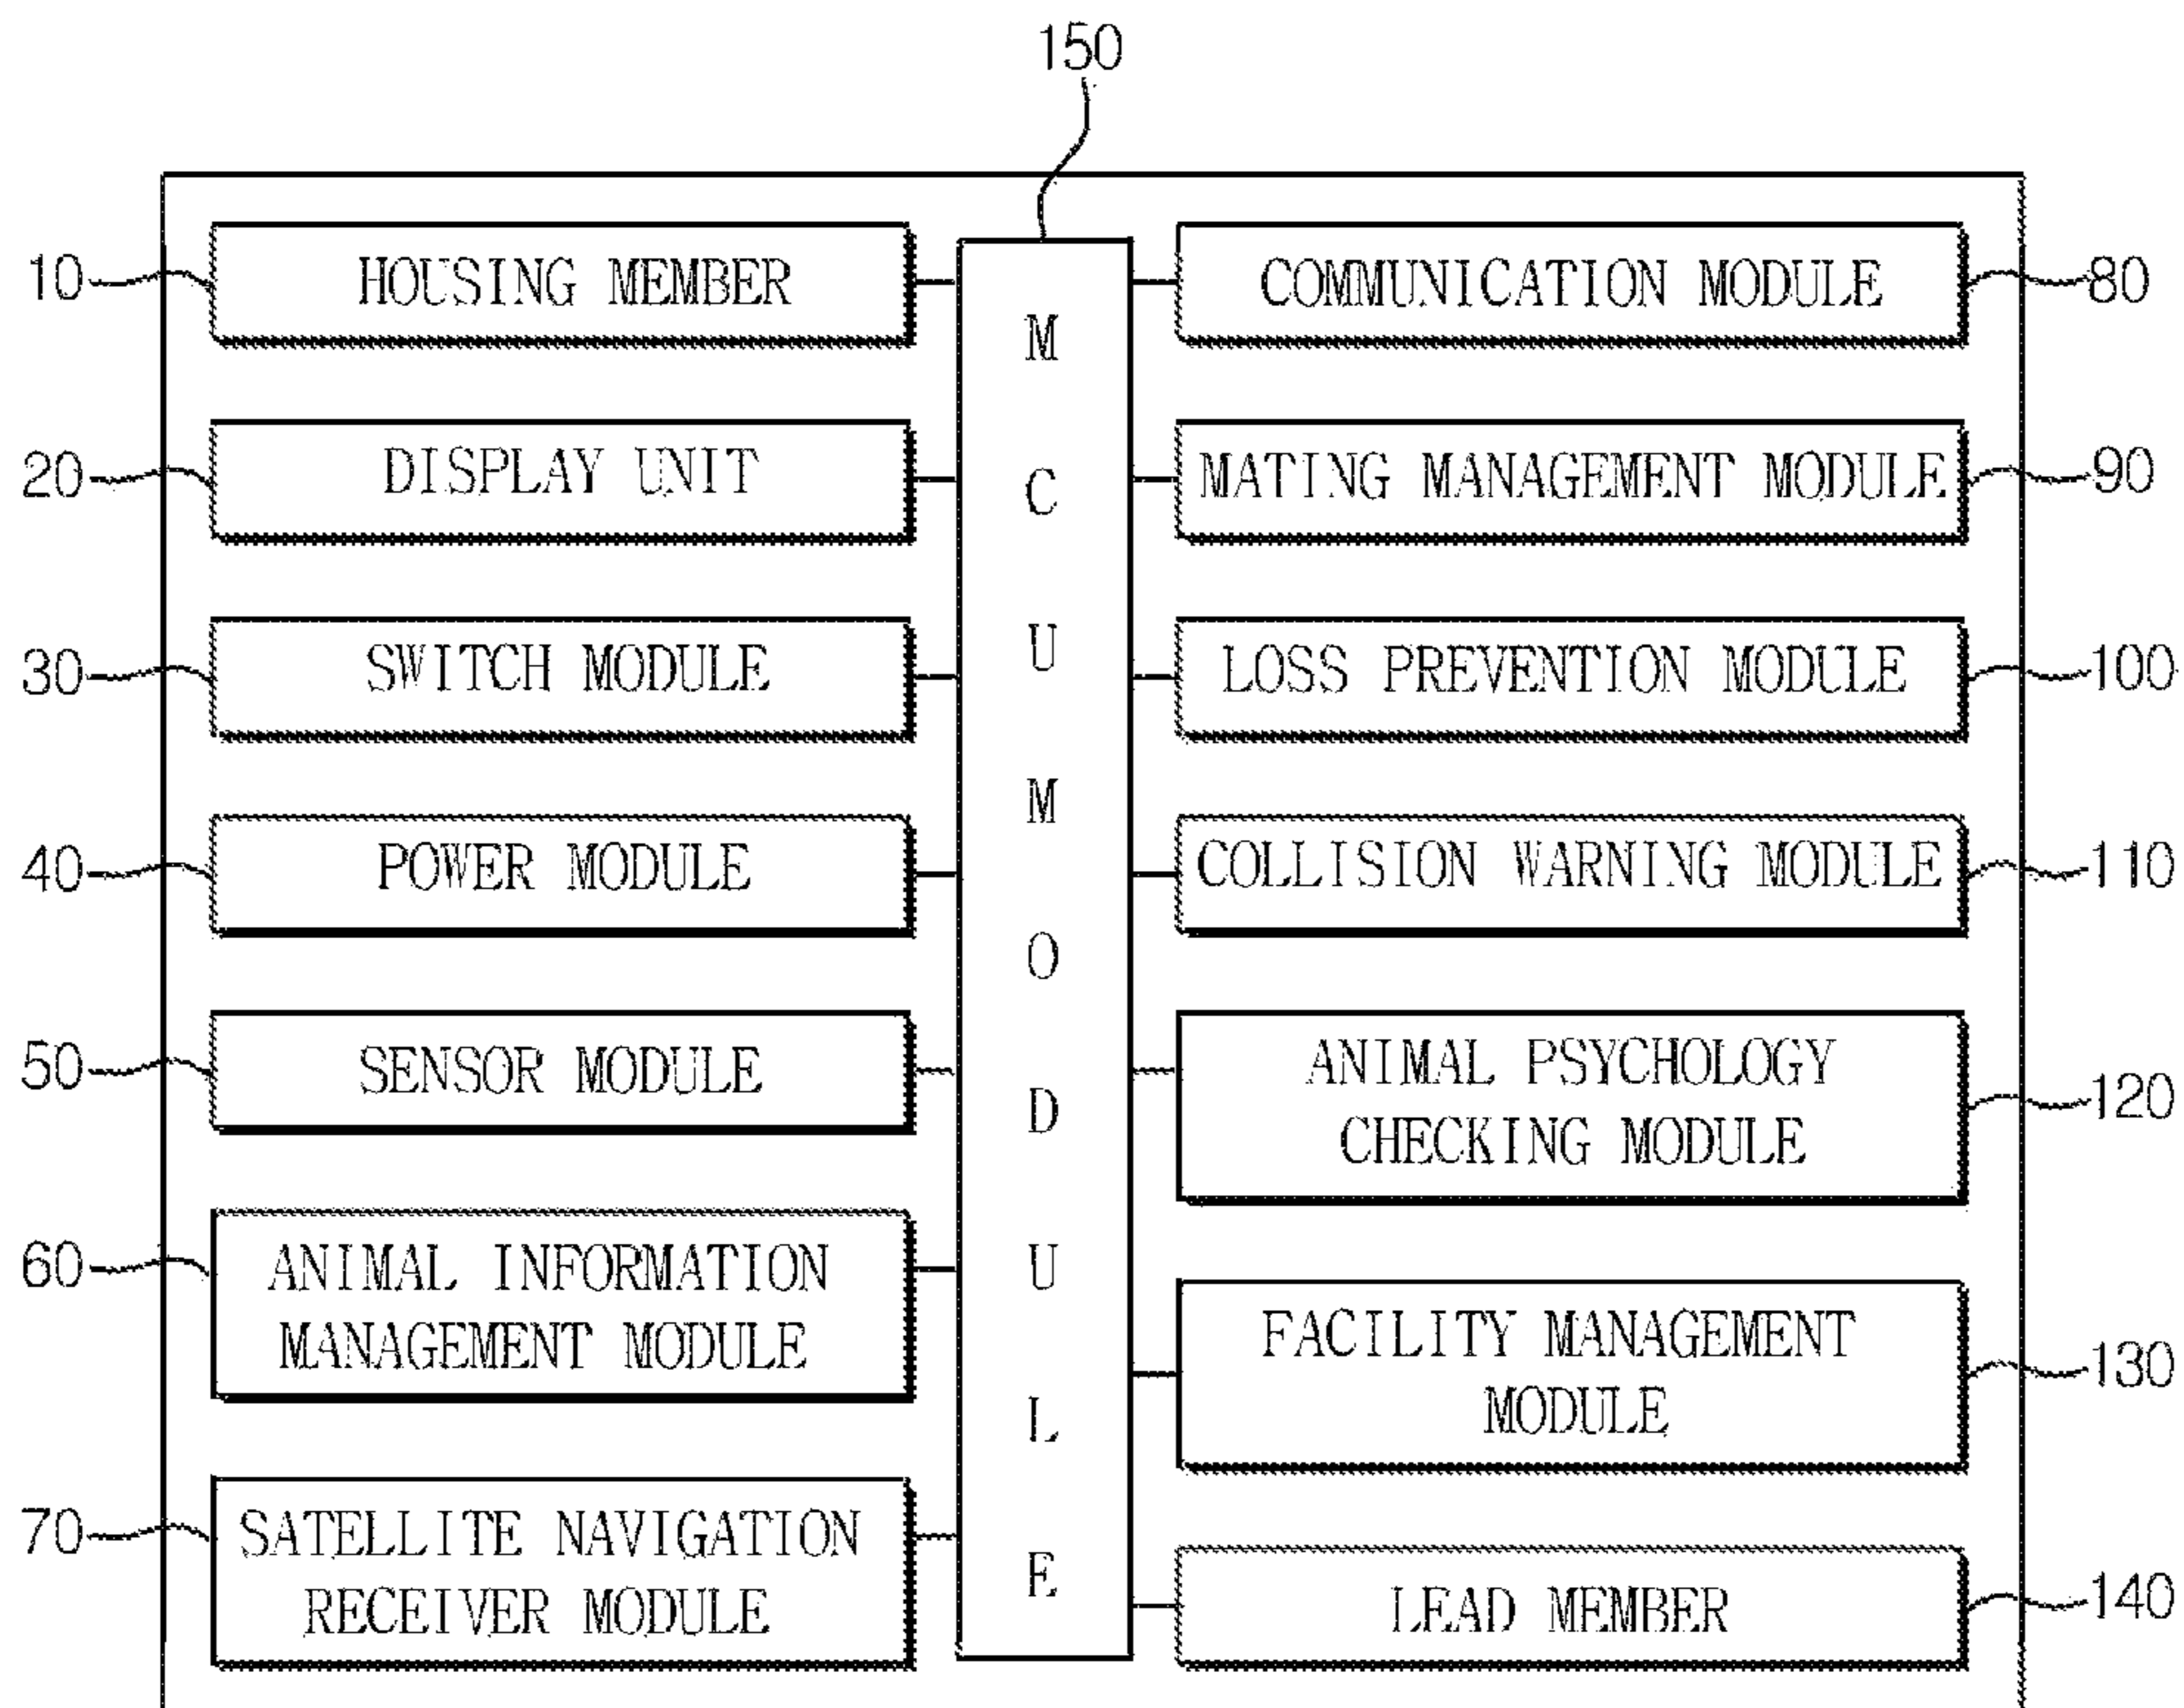 150
10 HOUSING MEMBER
20 DISPLAY UNIT
30 SWITCH MODULE
40 POWER MODULE
50 SENSOR MODULE
60 ANIMAL INFORMATION
MANAGEMENT MODULE
70 SATELLITE NAVIGATION
RECEIVER MODULE
MCU MODULE
COMMUNICATION MODULE 80
MATING MANAGEMENT MODULE 90
LOSS PREVENTION MODULE 100
COLLISION WARNING MODULE 110
ANIMAL PSYCHOLOGY
CHECKING MODULE 120
FACILITY MANAGEMENT
MODULE 130
LEAD MEMBER 140